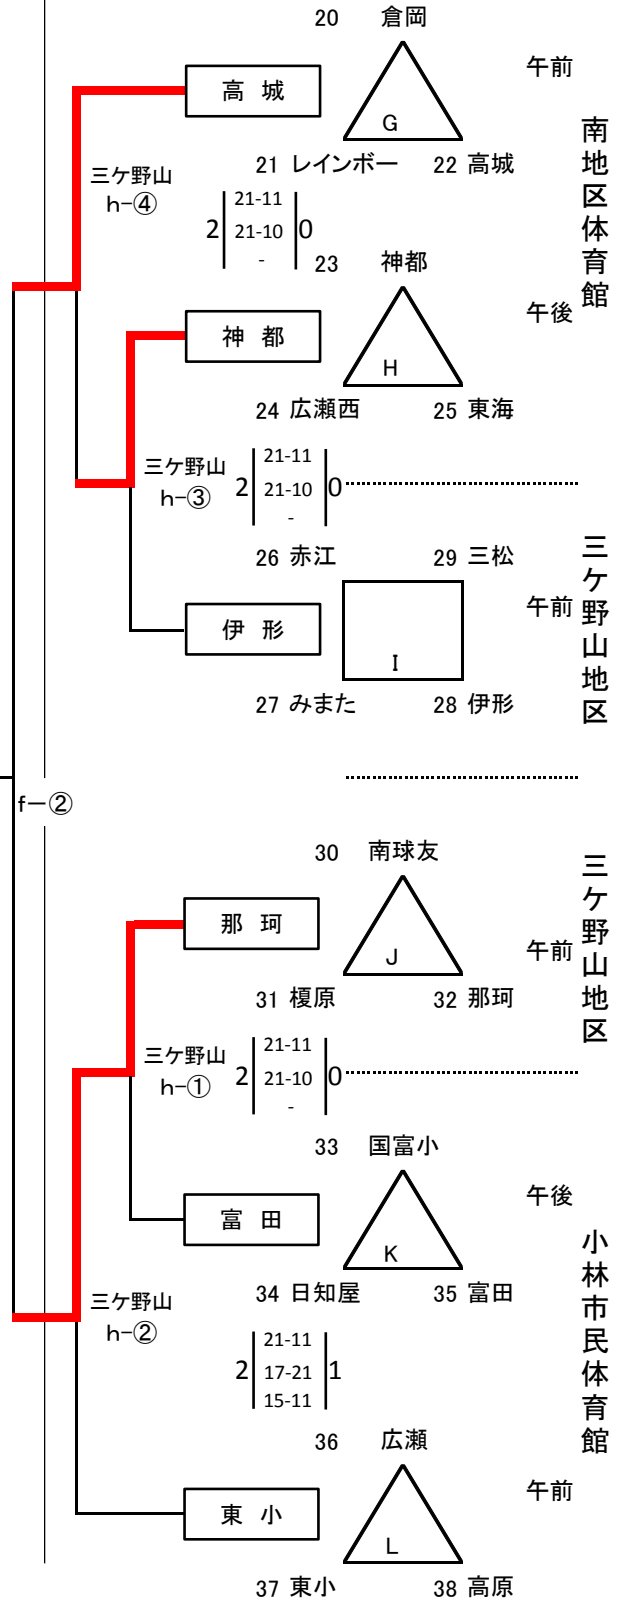 20 倉岡
午前
高 城
G
21 レインボー 22 高城
南地区体育館
三ケ野山
h-④
2 21-11 0
21-10
-
23 神都
午後
神 都
H
24 広瀬西 25 東海
三ケ野山
h-③
2 21-11 0
21-10
-
26 赤江 29 三松
午前
三ケ野山地区
伊 形
I
27 みまた 28 伊形
f-②
30 南球友
三ケ野山地区
那 珂
午前
J
31 榎原 32 那珂
三ケ野山
h-①
2 21-11 0
21-10
-
33 国富小
午後
富 田
K
34 日知屋 35 富田
小林市民体育館
三ケ野山
h-②
2 21-11 1
17-21
15-11
36 広瀬
午前
東 小
L
37 東小 38 高原